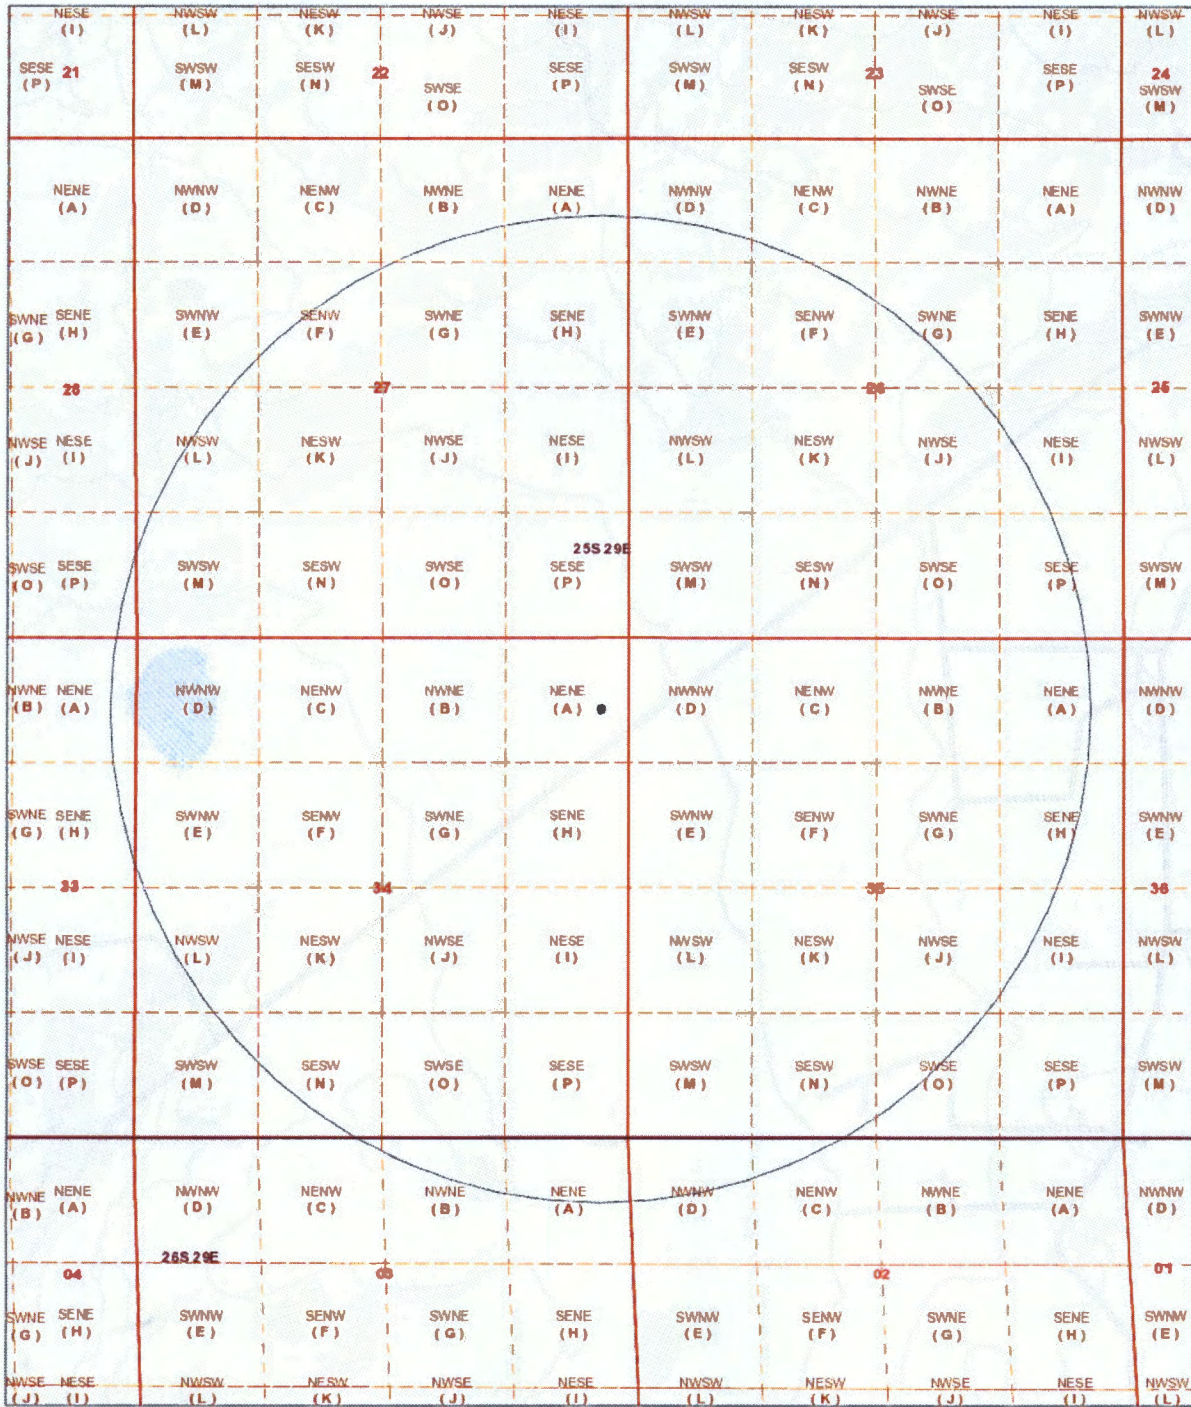 NESE NWSW NESW NWSE NESE NWSW NESW NWSE NESE NWSW
(I) (L) (K) (J) (I) (L) (K) (J) (I) (L)
SESE 21 SWSW SESW 22 SESE SWSW SESW 23 SESE 24
(P) (M) (N) SWSE (P) (M) (N) SWSE (P) SWSW
(O) (O) (M)
NENE NWNW NENW NWNE NENE NWNW NENW NWNE NENE NWNW
(A) (D) (C) (B) (A) (D) (C) (B) (A) (D)
SWNE SENE SWNW SENW SWNE SENE SWNW SENW SWNE SENE SWNW
(G) (H) (E) (F) (G) (H) (E) (F) (G) (H) (E)
28 27 26 25
NWSE NESE NWSW NESW NWSE NESE NWSW NESW NWSE NESE NWSW
(J) (I) (L) (K) (J) (I) (L) (K) (J) (I) (L)
25S 29E
SWSE SESE SWSW SESW SWSE SESE SWSW SESW SWSE SESE SWSW
(O) (P) (M) (N) (O) (P) (M) (N) (O) (P) (M)
NWNE NENE NWNW NENW NWNE NENE NWNW NENW NWNE NENE NWNW
(B) (A) (D) (C) (B) (A) (D) (C) (B) (A) (D)
SWNE SENE SWNW SENW SWNE SENE SWNW SENW SWNE SENE SWNW
(G) (H) (E) (F) (G) (H) (E) (F) (G) (H) (E)
33 34 35 36
NWSE NESE NWSW NESW NWSE NESE NWSW NESW NWSE NESE NWSW
(J) (I) (L) (K) (J) (I) (L) (K) (J) (I) (L)
SWSE SESE SWSW SESW SWSE SESE SWSW SESW SWSE SESE SWSW
(O) (P) (M) (N) (O) (P) (M) (N) (O) (P) (M)
NWNE NENE NWNW NENW NWNE NENE NWNW NENW NWNE NENE NWNW
(B) (A) (D) (C) (B) (A) (D) (C) (B) (A) (D)
26S 29E
04 03 02 01
SWNE SENE SWNW SENW SWNE SENE SWNW SENW SWNE SENE SWNW
(G) (H) (E) (F) (G) (H) (E) (F) (G) (H) (E)
NWSE NESE NWSW NESW NWSE NESE NWSW NESW NWSE NESE NWSW
(J) (I) (L) (K) (J) (I) (L) (K) (J) (I) (L)